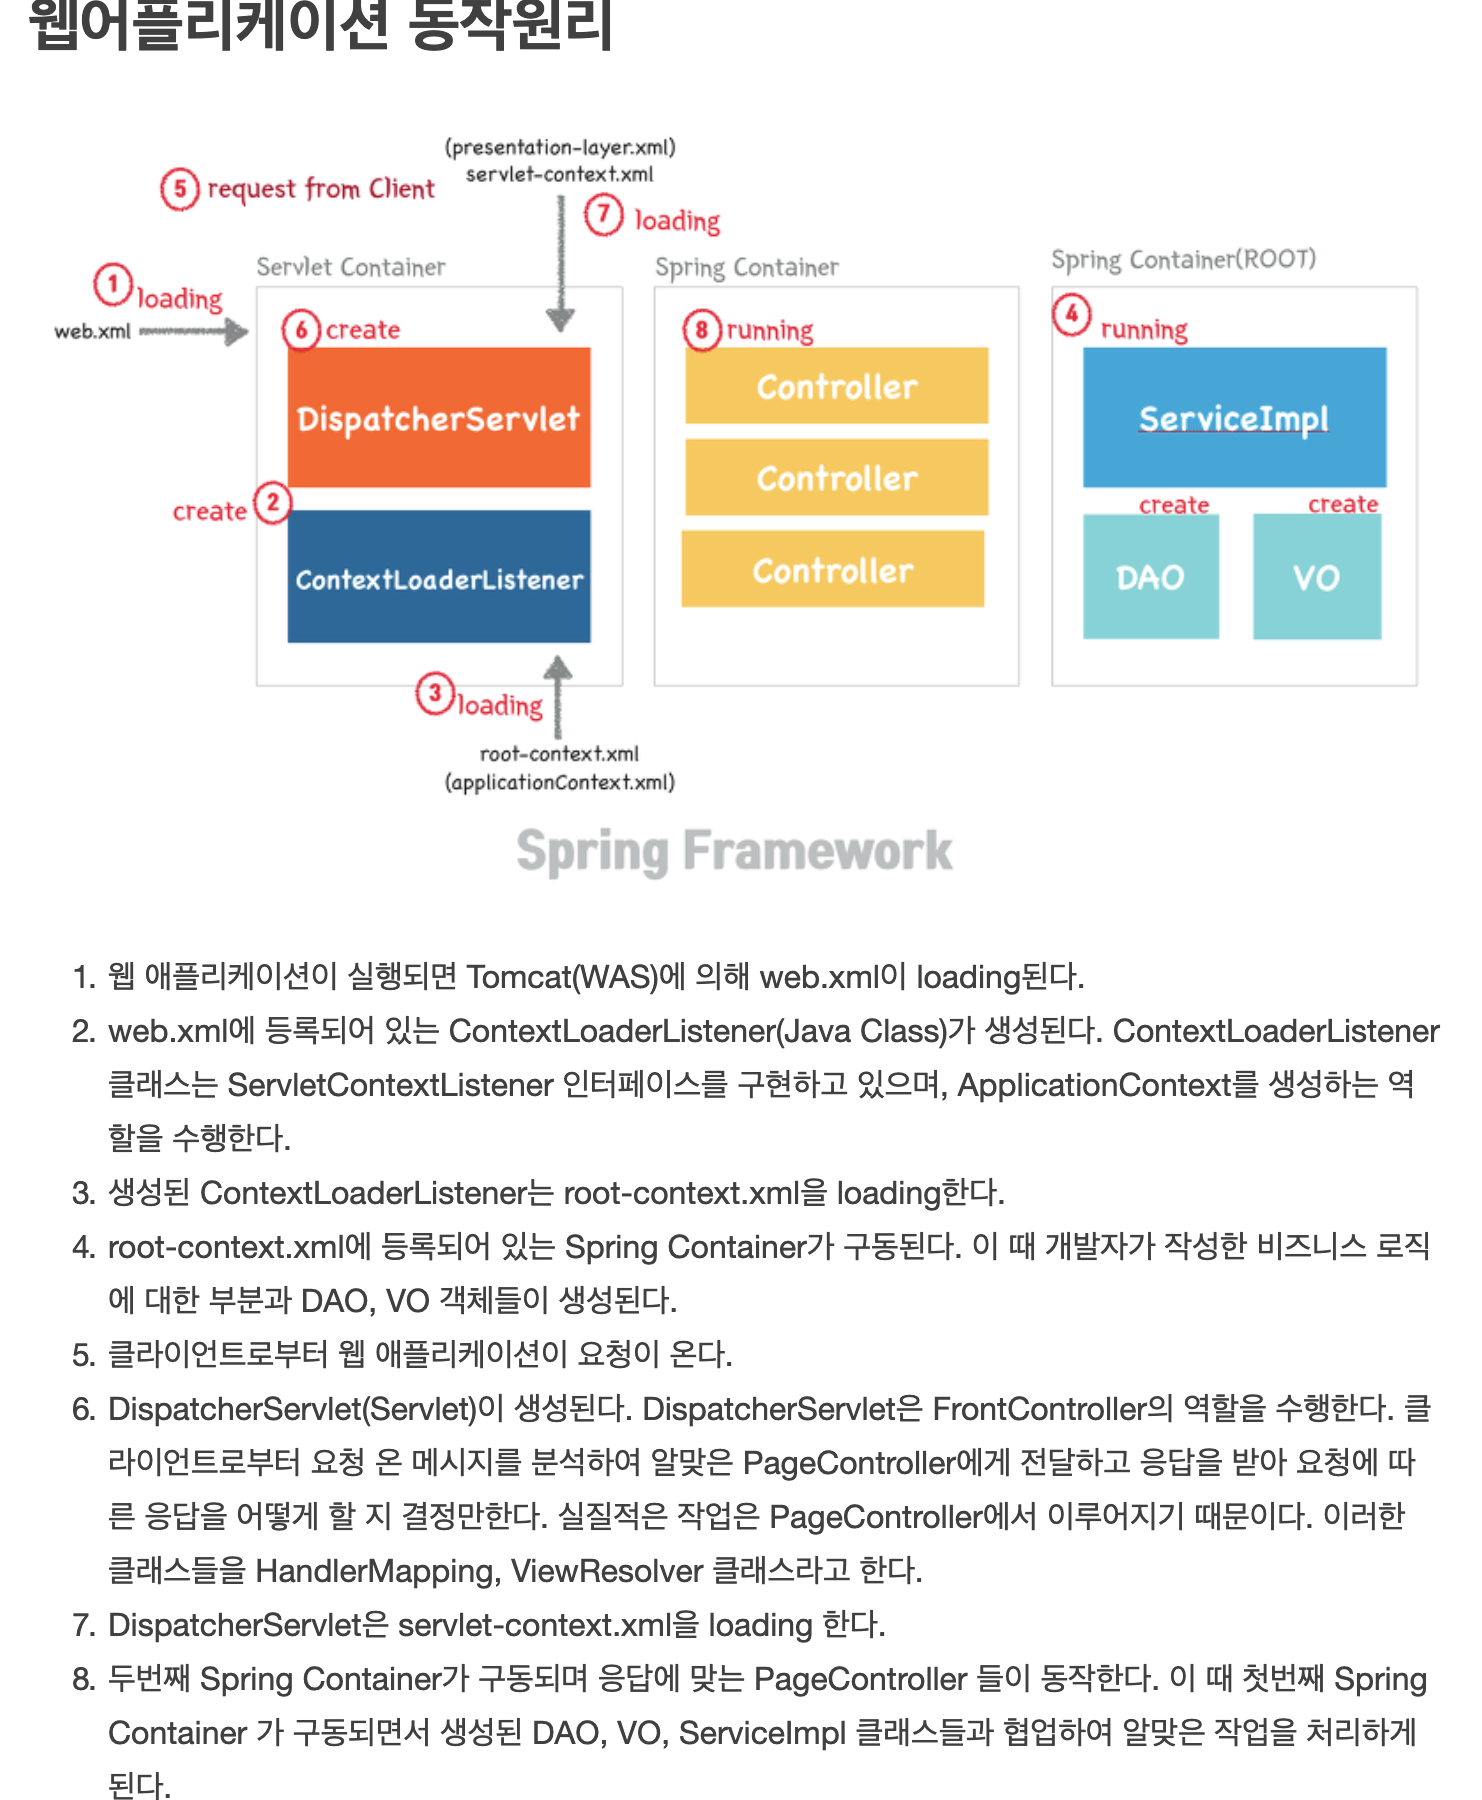 웹어플리케이션 동작원리
(presentation-layer.xml)
servlet-context.xml
5 request from Client
7 loading
Servlet Container
Spring Container
Spring Container(ROOT)
1 loading
web.xml
6 create
8 running
4 running
DispatcherServlet
Controller
ServiceImpl
Controller
create 2
create
create
ContextLoaderListener
Controller
DAO
VO
3 loading
root-context.xml
(applicationContext.xml)
Spring Framework
1. 웹 애플리케이션이 실행되면 Tomcat(WAS)에 의해 web.xml이 loading된다.
2. web.xml에 등록되어 있는 ContextLoaderListener(Java Class)가 생성된다. ContextLoaderListener
클래스는 ServletContextListener 인터페이스를 구현하고 있으며, ApplicationContext를 생성하는 역
할을 수행한다.
3. 생성된 ContextLoaderListener는 root-context.xml을 loading한다.
4. root-context.xml에 등록되어 있는 Spring Container가 구동된다. 이 때 개발자가 작성한 비즈니스 로직
에 대한 부분과 DAO, VO 객체들이 생성된다.
5. 클라이언트로부터 웹 애플리케이션이 요청이 온다.
6. DispatcherServlet(Servlet)이 생성된다. DispatcherServlet은 FrontController의 역할을 수행한다. 클
라이언트로부터 요청 온 메시지를 분석하여 알맞은 PageController에게 전달하고 응답을 받아 요청에 따
른 응답을 어떻게 할 지 결정만한다. 실질적은 작업은 PageController에서 이루어지기 때문이다. 이러한
클래스들을 HandlerMapping, ViewResolver 클래스라고 한다.
7. DispatcherServlet은 servlet-context.xml을 loading 한다.
8. 두번째 Spring Container가 구동되며 응답에 맞는 PageController 들이 동작한다. 이 때 첫번째 Spring
Container 가 구동되면서 생성된 DAO, VO, ServiceImpl 클래스들과 협업하여 알맞은 작업을 처리하게
된다.